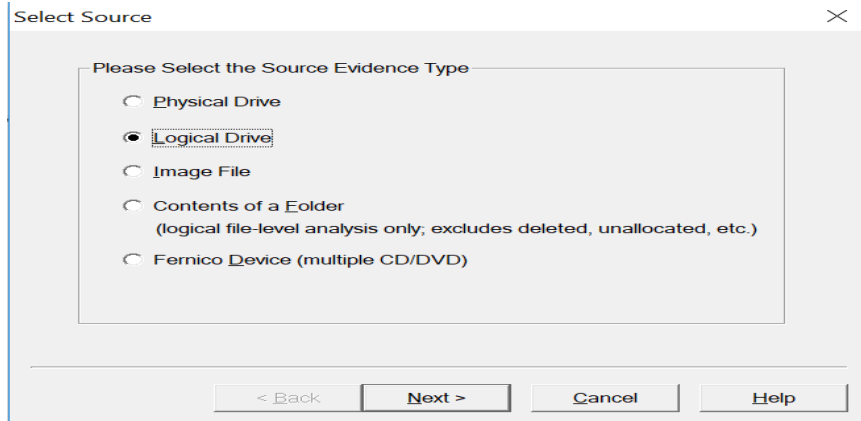 Select Source
Please Select the Source Evidence Type
Physical Drive
Logical Drive
Image File
Contents of a Folder
(logical file-level analysis only; excludes deleted, unallocated, etc.)
Fernico Device (multiple CD/DVD)
< Back
Next >
Cancel
Help